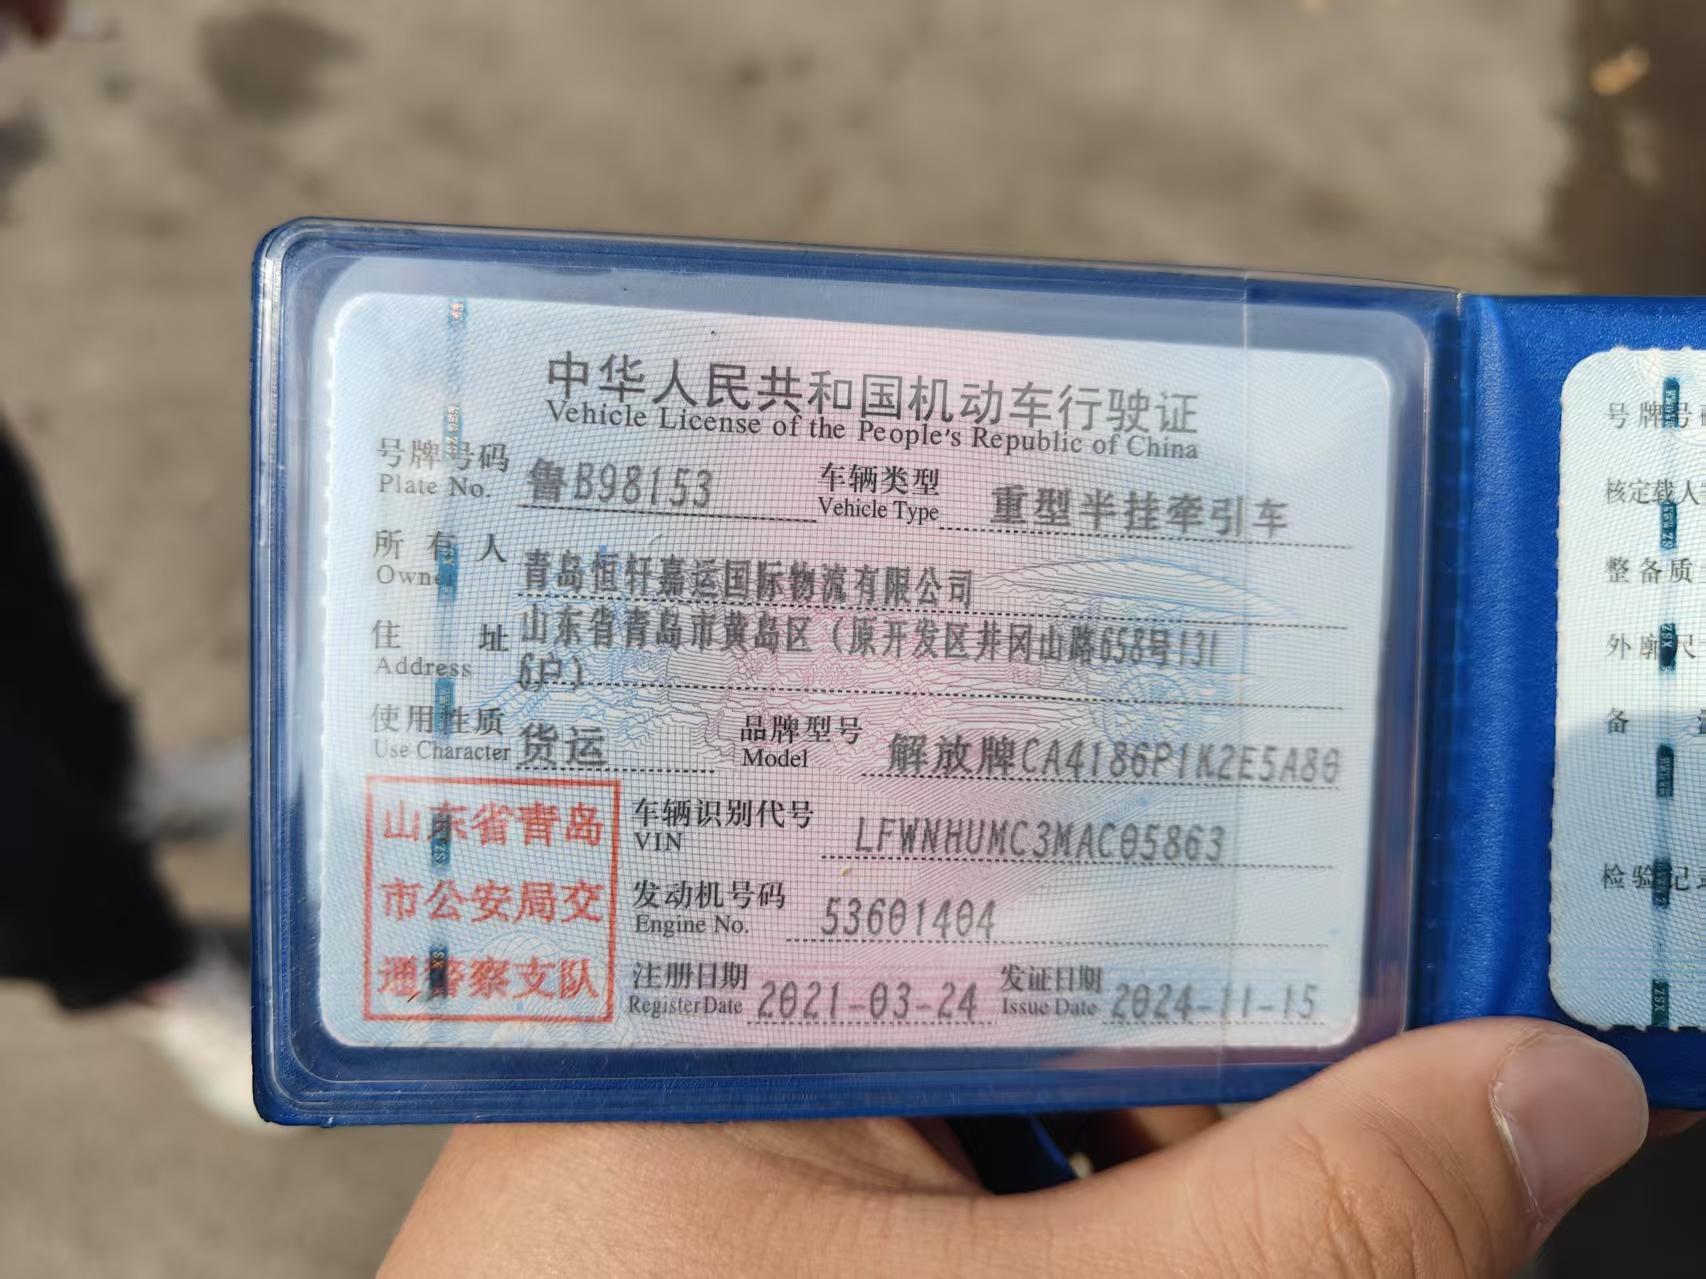 中华人民共和国机动车行驶证
Vehicle License of the People's Republic of China
号牌号码 鲁B98153 车辆类型 重型半挂牵引车
Plate No. Vehicle Type
所有人 青岛恒轩嘉运国际物流有限公司
Owner
住址 山东省青岛市黄岛区（原开发区井冈山路658号131
Address 6户）
使用性质 货运 品牌型号 解放牌CA4186P1K2E5A80
Use Character Model
山东省青岛
市公安局交
通警察支队
车辆识别代号 LFWNHUMC3MAC05863
VIN
发动机号码 53601404
Engine No.
注册日期 2021-03-24 发证日期 2024-11-15
Register Date Issue Date
号牌号
核定载人
整备质
外廓尺
备
检验记录